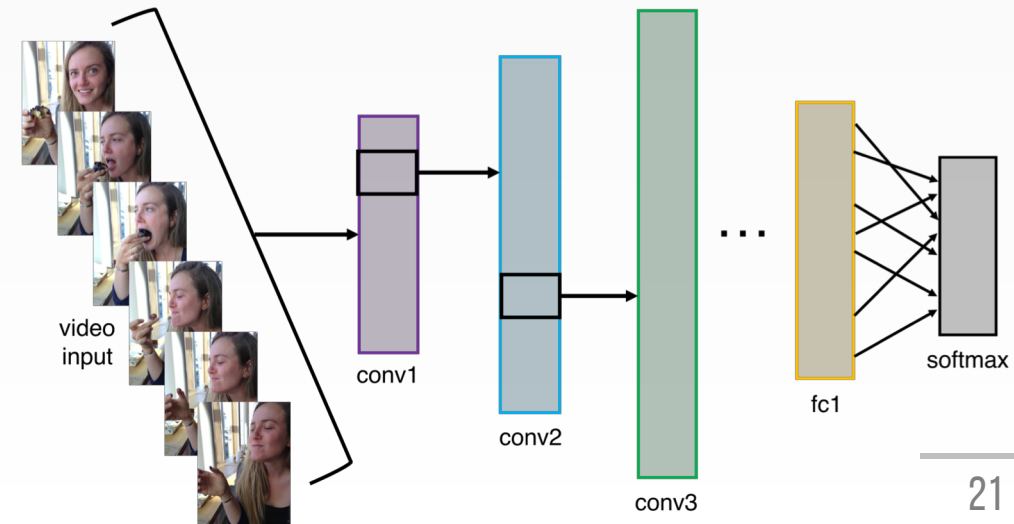 video
input
conv1
conv2
conv3
...
fc1
softmax
21